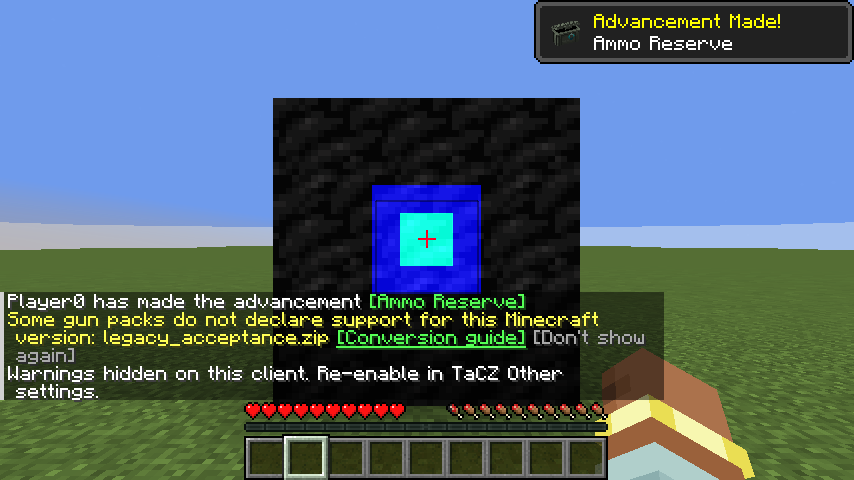 Advancement Made!
Ammo Reserve
Player0 has made the advancement [Ammo Reserve]
Some gun packs do not declare support for this Minecraft
version: legacy_acceptance.zip [Conversion guide] [Don't show
again]
Warnings hidden on this client. Re-enable in TaCZ Other
settings.